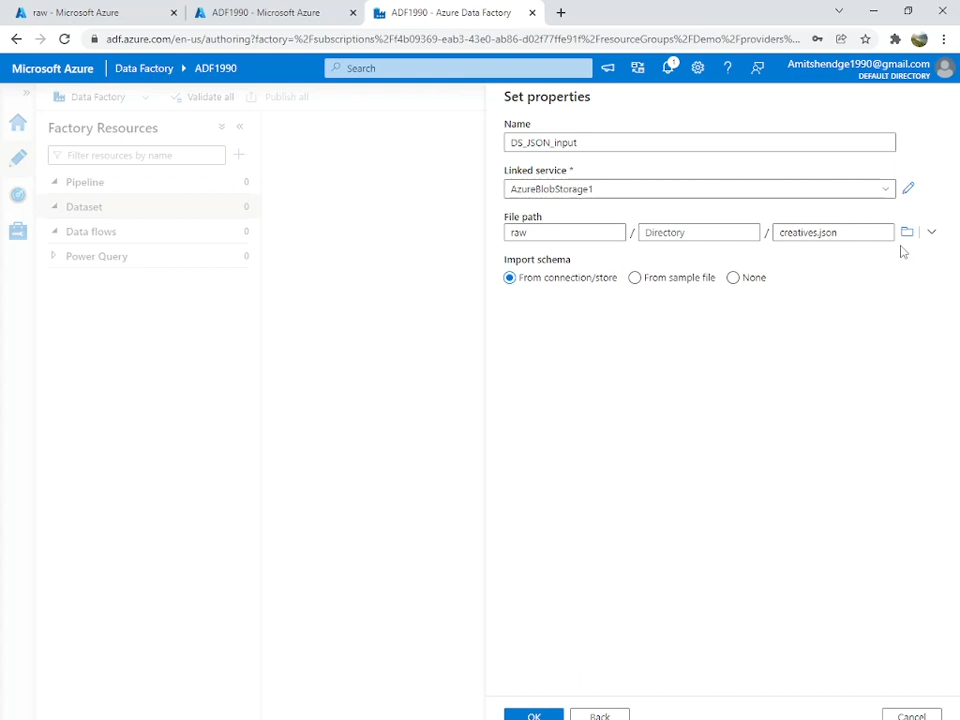 raw - Microsoft Azure
ADF1990 - Microsoft Azure
ADF1990 - Azure Data Factory
adf.azure.com/en-us/authoring?factory=%2Fsubscriptions%2Ff4b09369-eab3-43e0-ab86-d02f77ffe91f%2FresourceGroups%2FDemo%2Fproviders%...
Microsoft Azure
Data Factory
ADF1990
Search
1
Amitshendge1990@gmail.com
DEFAULT DIRECTORY
Data Factory
Validate all
Publish all
Factory Resources
Filter resources by name
Pipeline 0
Dataset 0
Data flows 0
Power Query 0
Set properties
Name
DS_JSON_input
Linked service *
AzureBlobStorage1
File path
raw / Directory / creatives.json
Import schema
From connection/store From sample file None
OK Back Cancel